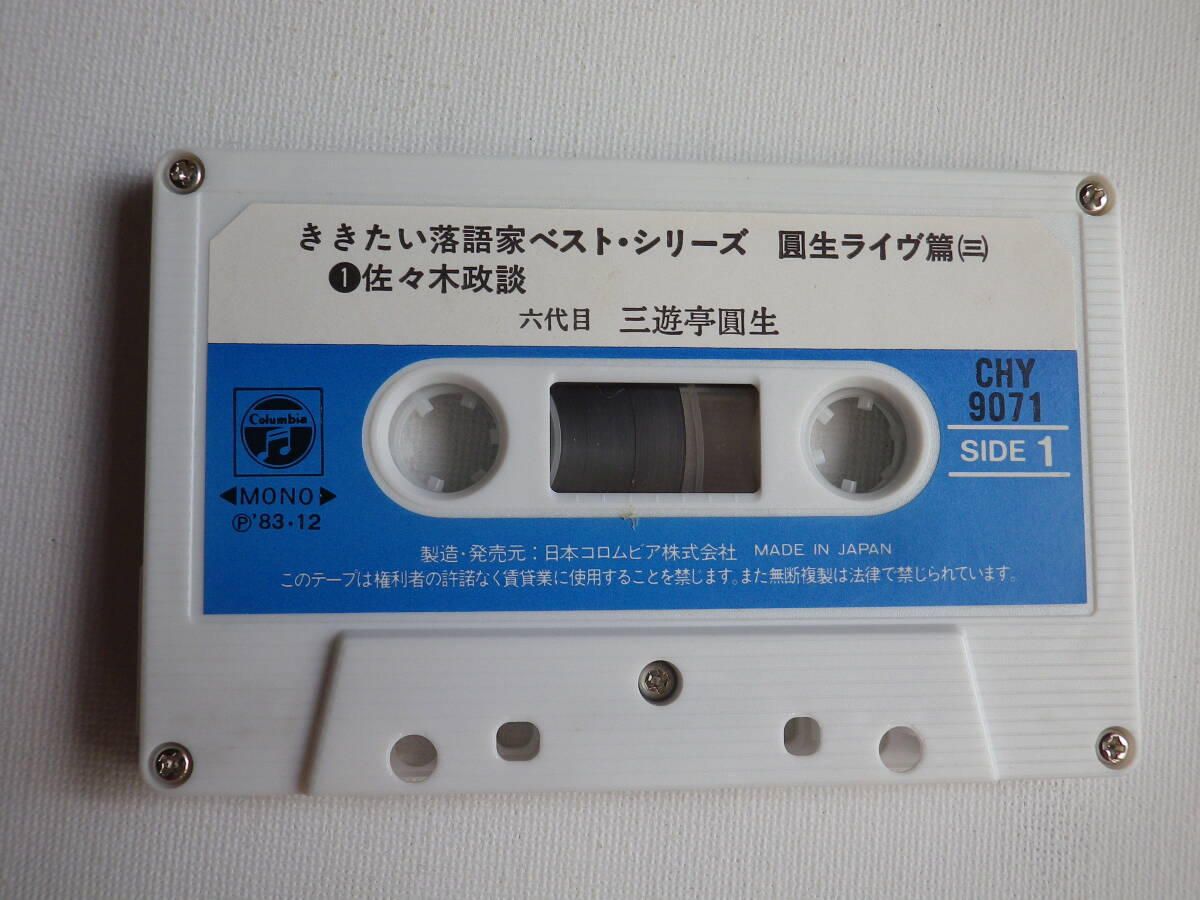 ききたい落語家ベスト・シリーズ　圓生ライヴ篇㈢
❶佐々木政談
六代目　三遊亭圓生
CHY
9071
SIDE 1
Columbia
◀MONO▶
Ⓟ'83・12
製造・発売元：日本コロムビア株式会社　MADE IN JAPAN
このテープは権利者の許諾なく賃貸業に使用することを禁じます。また無断複製は法律で禁じられています。